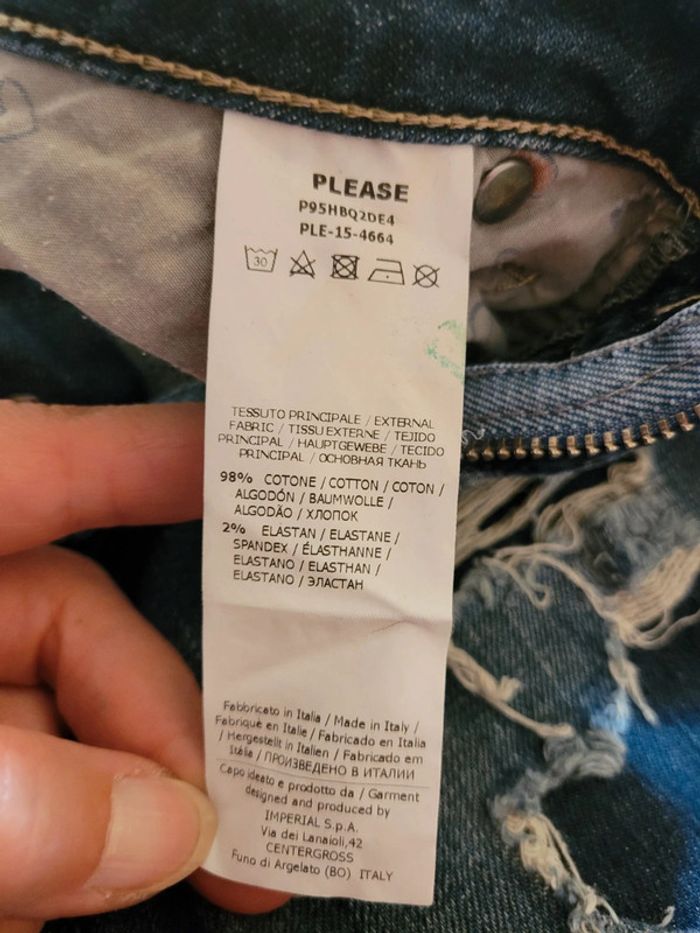 PLEASE
P95HBQ2DE4
PLE-15-4664
30
TESSUTO PRINCIPALE / EXTERNAL
FABRIC / TISSU EXTERNE / TEJIDO
PRINCIPAL / HAUPTGEWEBE / TECIDO
PRINCIPAL / ОСНОВНАЯ ТКАНЬ
98% COTONE / COTTON / COTON /
ALGODÓN / BAUMWOLLE /
ALGODÃO / ХЛОПОК
2% ELASTAN / ELASTANE /
SPANDEX / ÉLASTHANNE /
ELASTANO / ELASTHAN /
ELASTANO / ЭЛАСТАН
Fabbricato in Italia / Made in Italy /
Fabriqué en Italie / Fabricado en Italia
/ Hergestellt in Italien / Fabricado em
Itália / ПРОИЗВЕДЕНО В ИТАЛИИ
Capo ideato e prodotto da / Garment
designed and produced by
IMPERIAL S.p.A.
Via dei Lanaioli,42
CENTERGROSS
Funo di Argelato (BO) ITALY